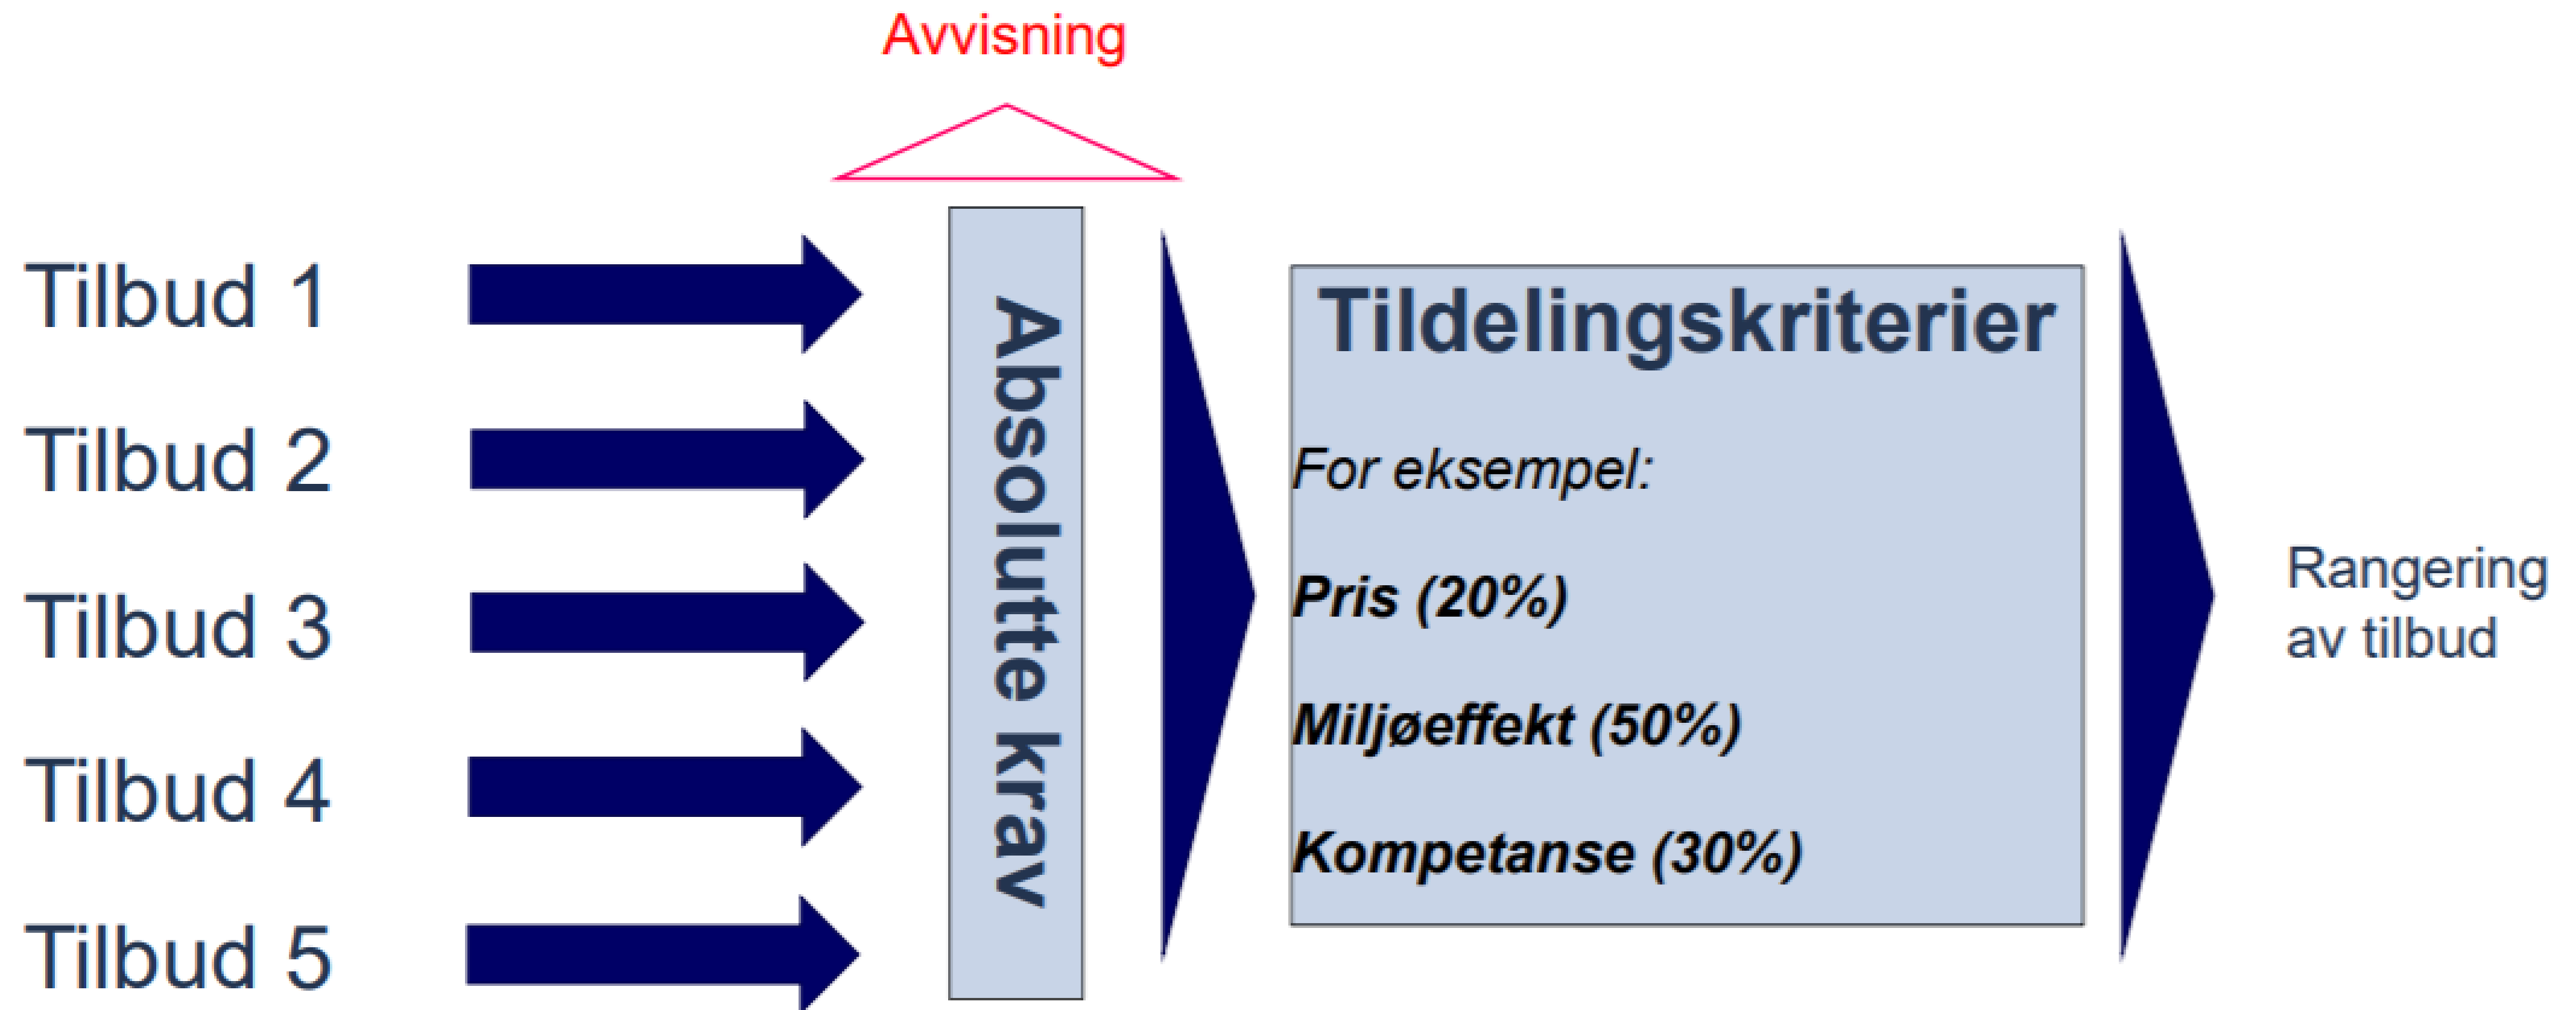 Avvisning
Tilbud 1
Tilbud 2
Tilbud 3
Tilbud 4
Tilbud 5
Absolutte krav
Tildelingskriterier
For eksempel:
Pris (20%)
Miljøeffekt (50%)
Kompetanse (30%)
Rangering
av tilbud